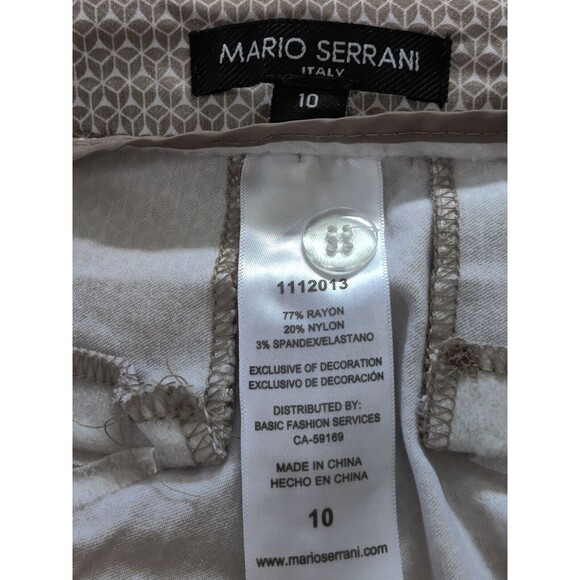 MARIO SERRANI
ITALY
10
1112013
77% RAYON
20% NYLON
3% SPANDEX/ELASTANO
EXCLUSIVE OF DECORATION
EXCLUSIVO DE DECORACIÓN
DISTRIBUTED BY:
BASIC FASHION SERVICES
CA-59169
MADE IN CHINA
HECHO EN CHINA
10
www.marioserrani.com